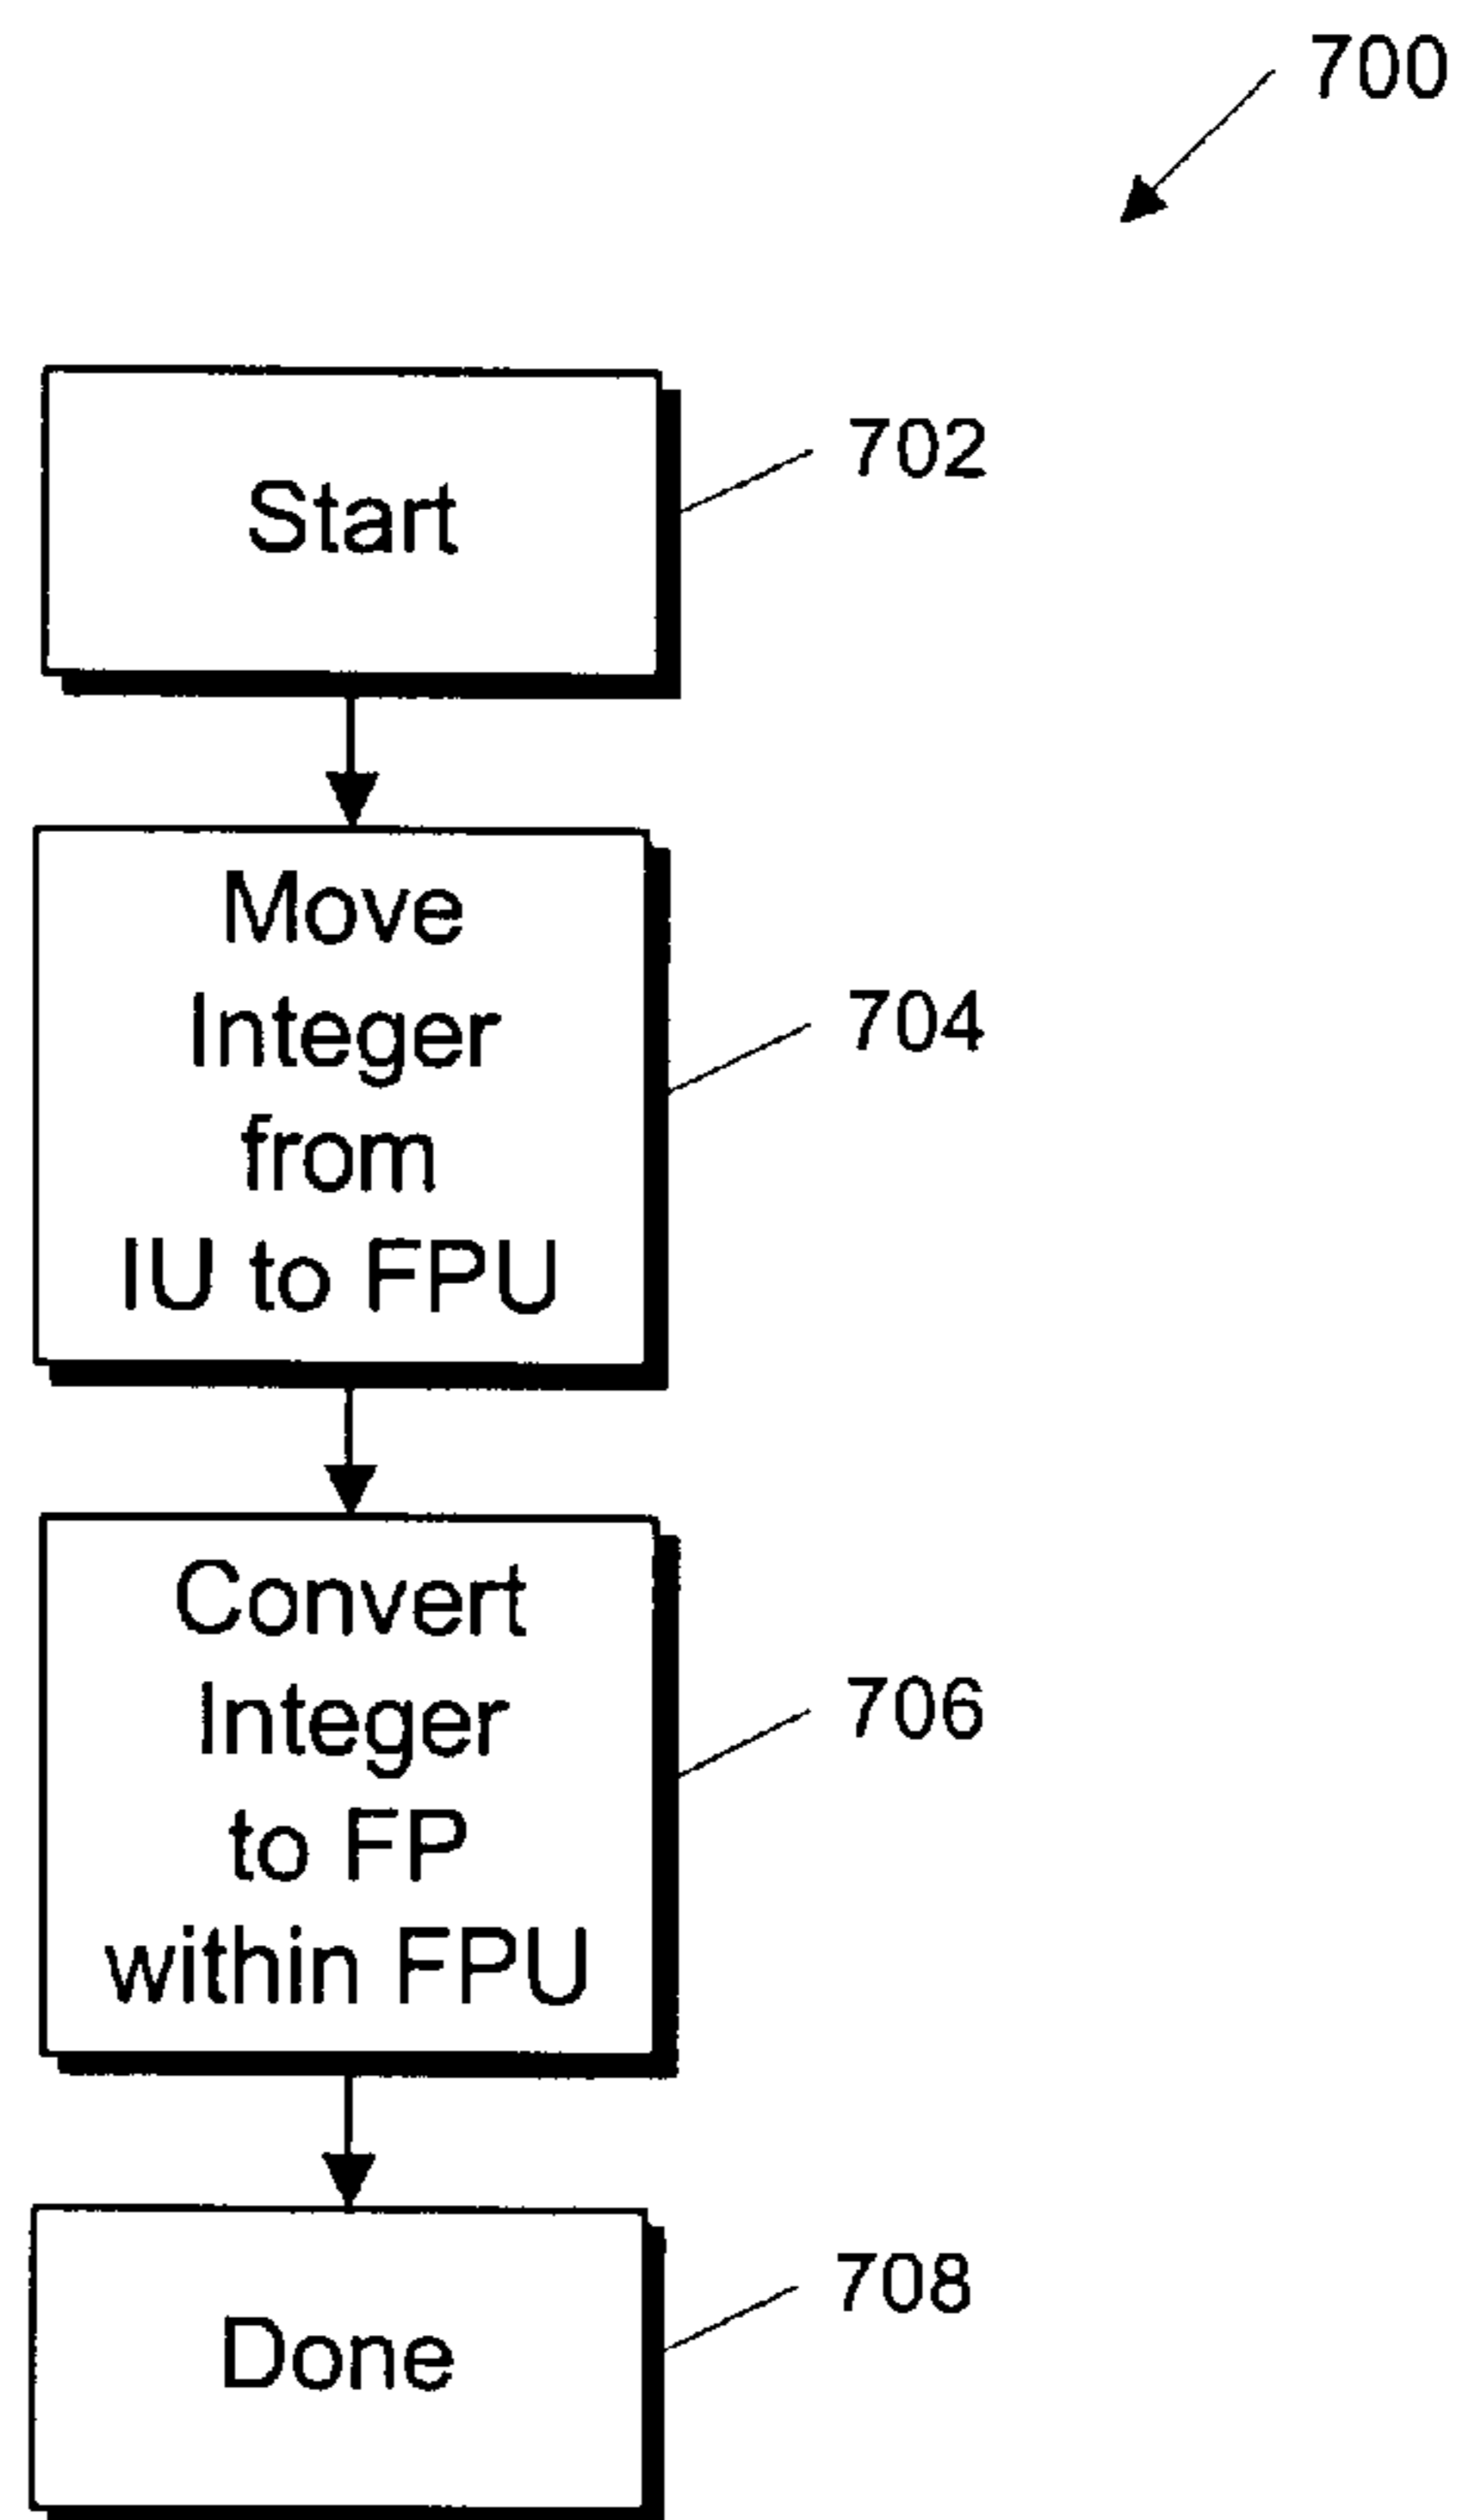 700
Start
702
Move
Integer
from
IU to FPU
704
Convert
Integer
to FP
within FPU
706
Done
708